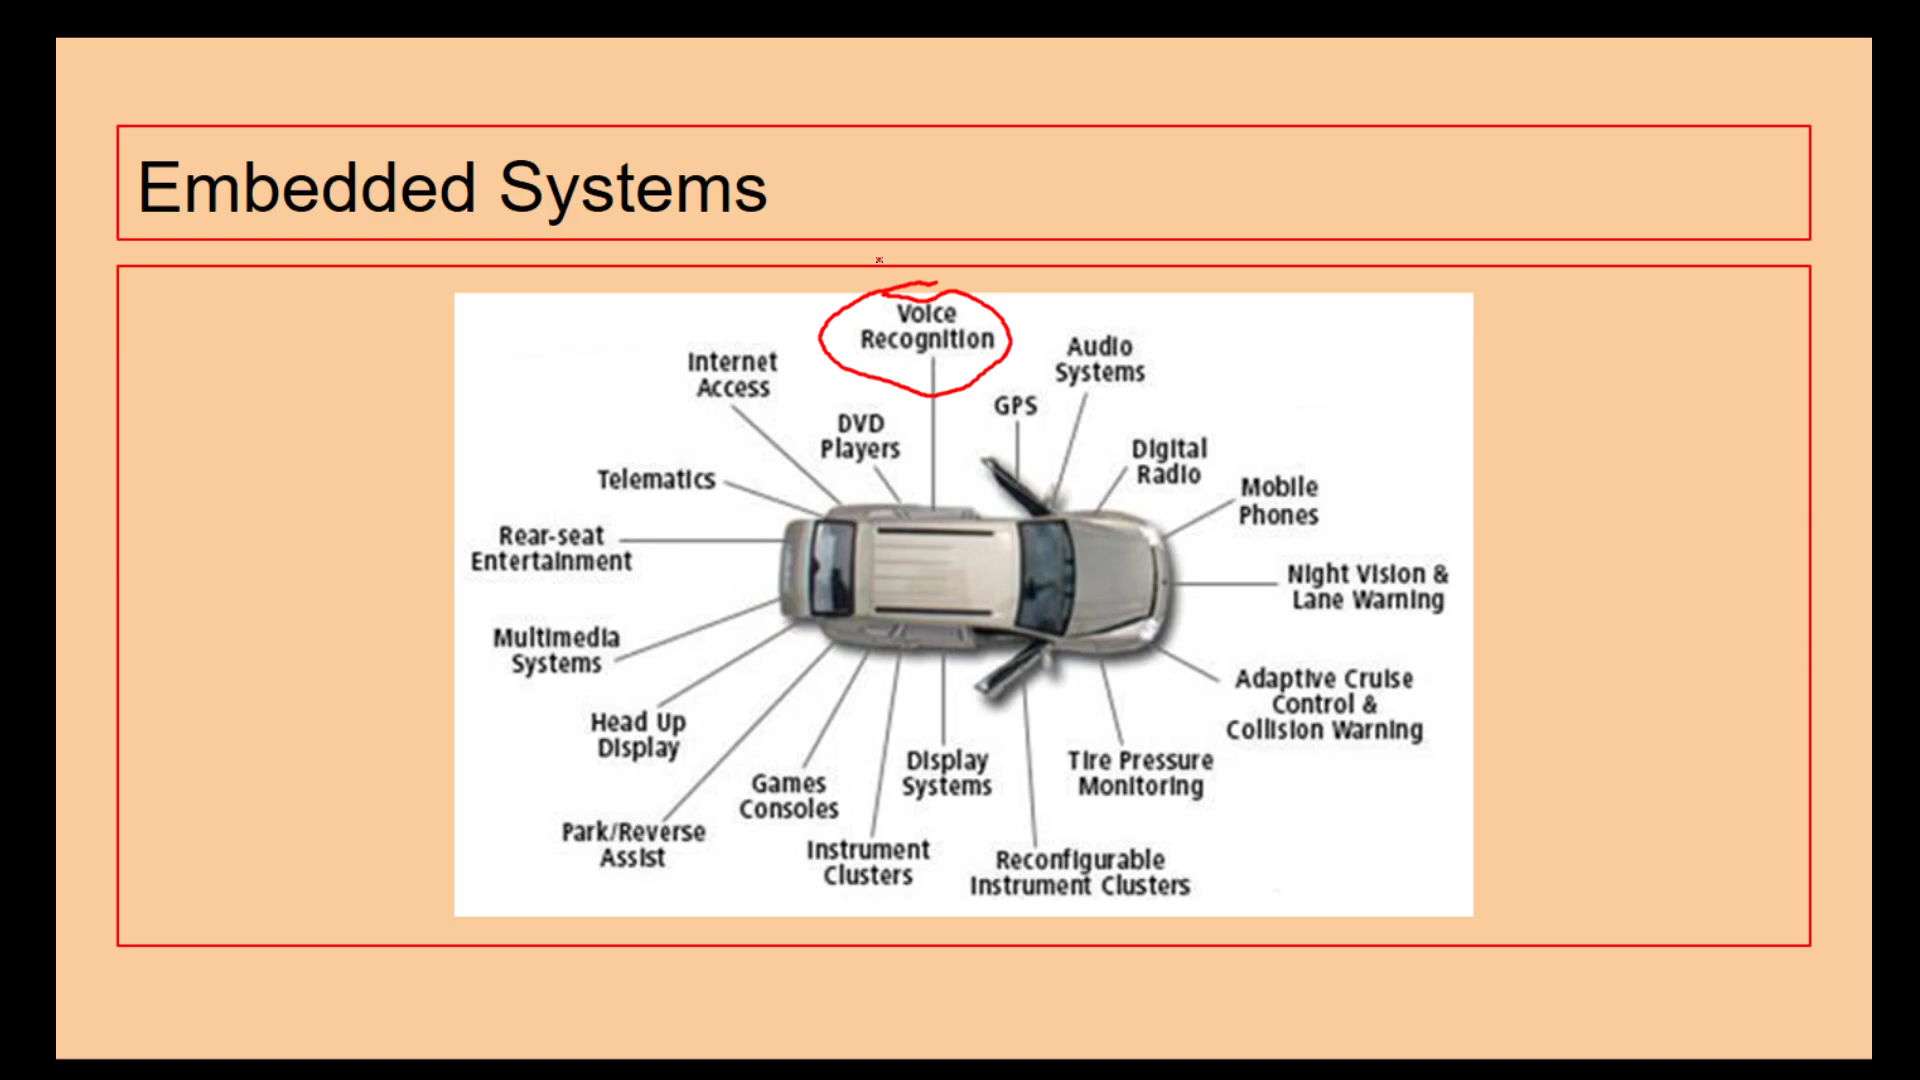 Embedded Systems
Voice
Recognition
Internet
Access
Audio
Systems
GPS
DVD
Players
Digital
Radio
Telematics
Mobile
Phones
Rear-seat
Entertainment
Night Vision &
Lane Warning
Multimedia
Systems
Adaptive Cruise
Control &
Collision Warning
Head Up
Display
Display
Systems
Tire Pressure
Monitoring
Games
Consoles
Park/Reverse
Assist
Instrument
Clusters
Reconfigurable
Instrument Clusters